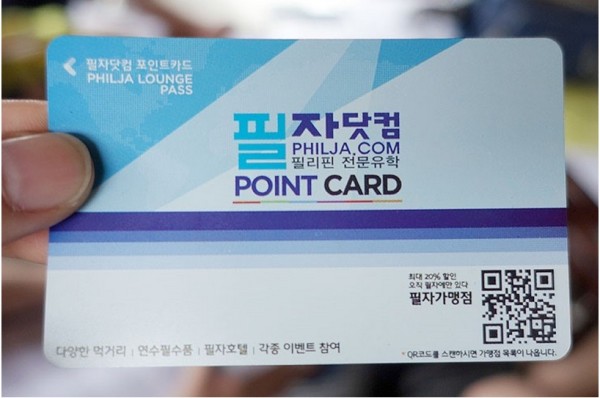 필자닷컴 포인트카드
PHILJA LOUNGE
PASS
필자닷컴
PHILJA.COM
필리핀 전문유학
POINT CARD
최대 20% 할인
오직 필자에만 있다
필자가맹점
다양한 먹거리 | 연수필수품 | 필자호텔 | 각종 이벤트 참여
* QR코드를 스캔하시면 가맹점 목록이 나옵니다.